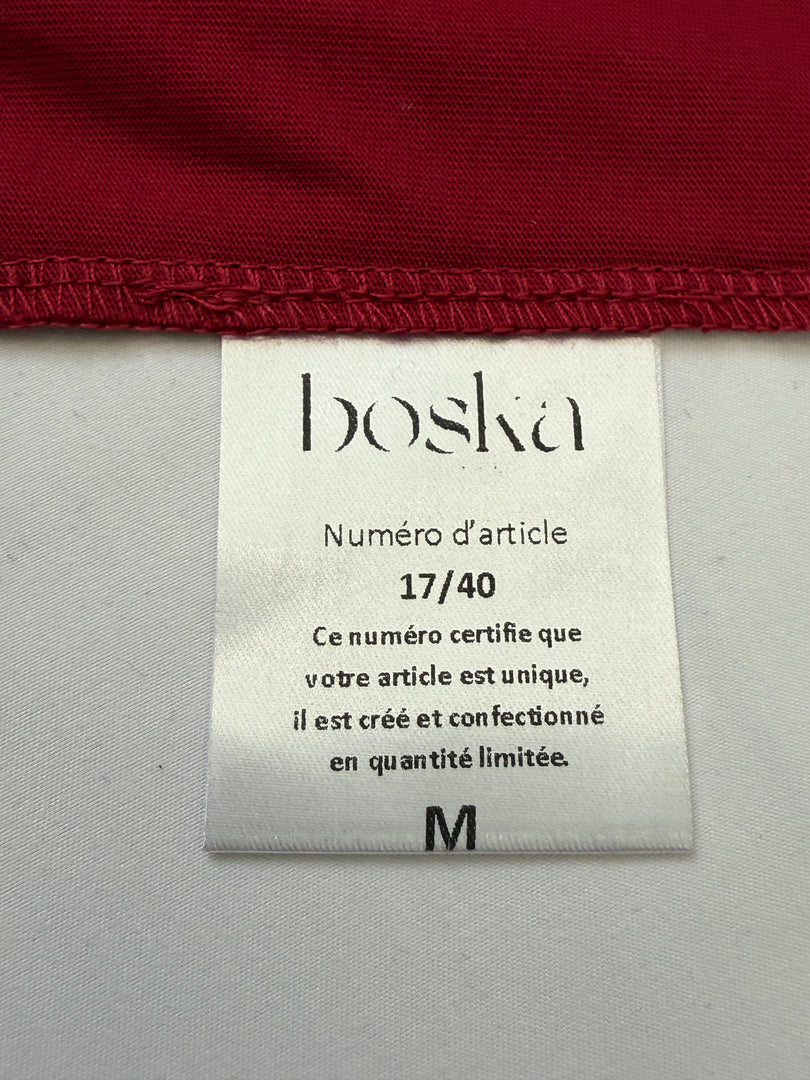 boska
Numéro d'article
17/40
Ce numéro certifie que
votre article est unique,
il est créé et confectionné
en quantité limitée.
M